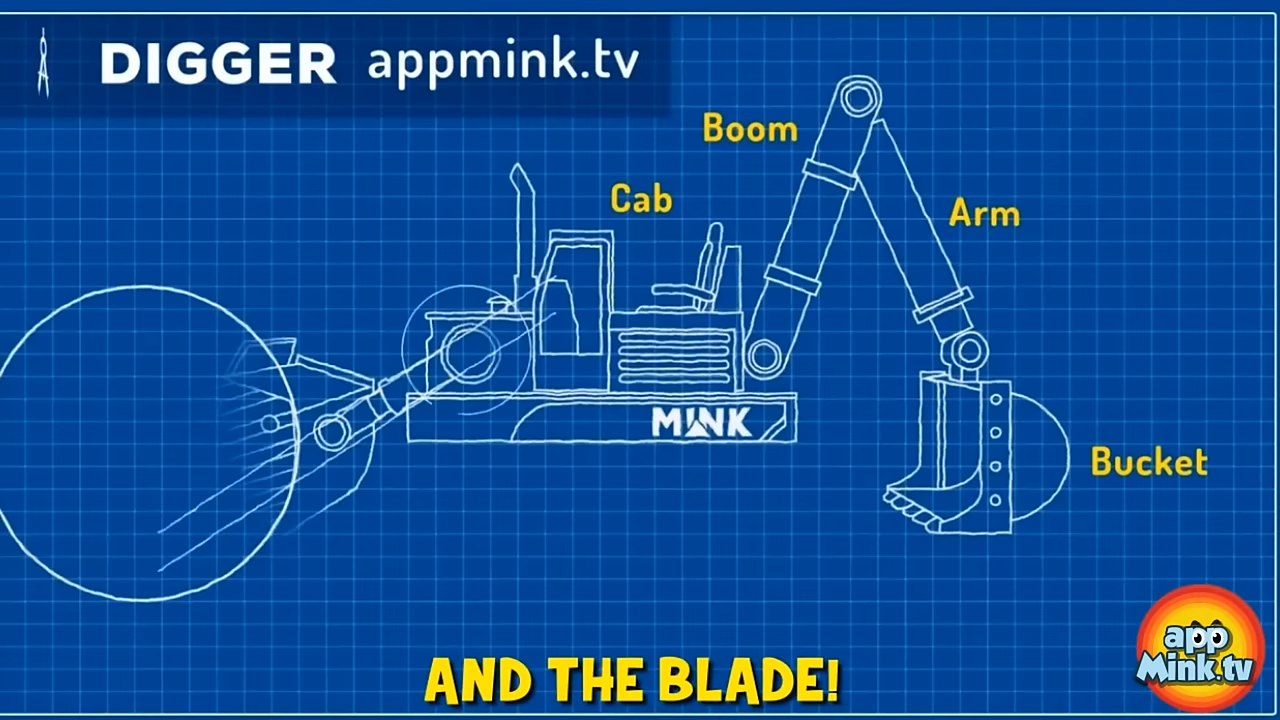 DIGGER appmink.tv
Boom
Cab
Arm
MINK
Bucket
AND THE BLADE!
app
Mink.tv